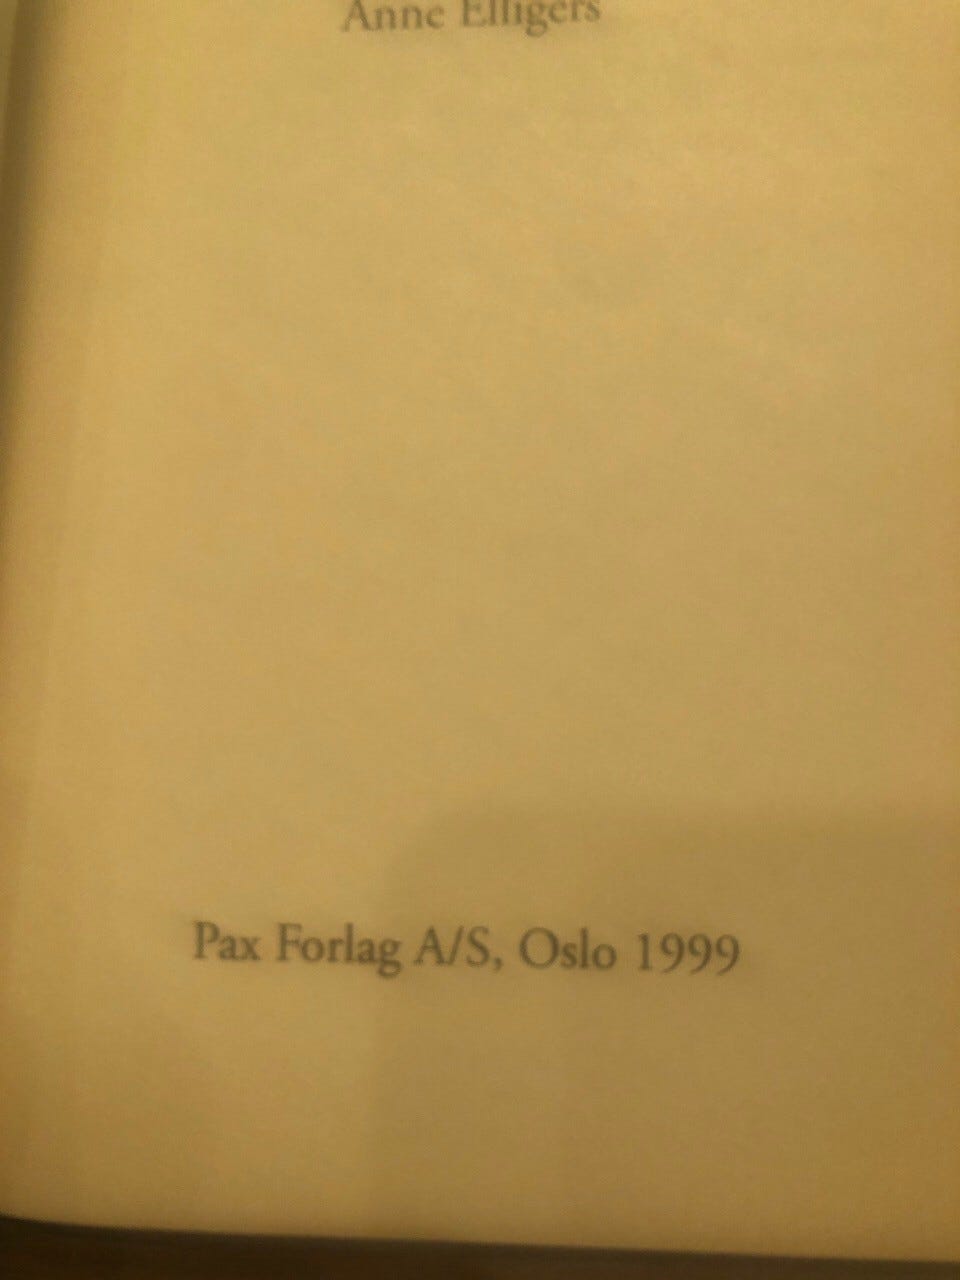 Anne Elligers
Pax Forlag A/S, Oslo 1999